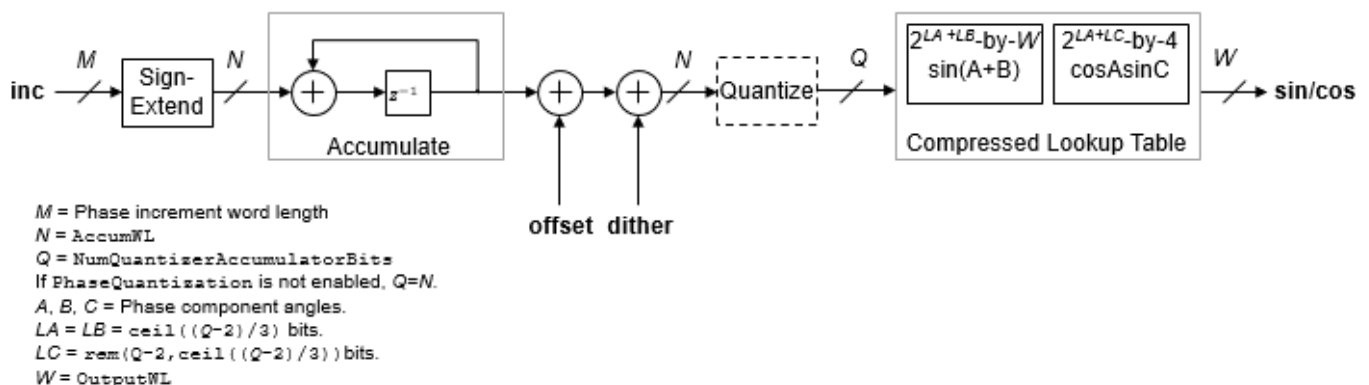 M
N
N
Q
W
inc
Sign-
Extend
+
z⁻¹
+
+
Quantize
2^LA+LB-by-W
sin(A+B)
2^LA+LC-by-4
cosAsinC
sin/cos
Accumulate
Compressed Lookup Table
offset dither
M = Phase increment word length
N = AccumWL
Q = NumQuantizerAccumulatorBits
If PhaseQuantization is not enabled, Q=N.
A, B, C = Phase component angles.
LA = LB = ceil((Q-2)/3) bits.
LC = rem(Q-2,ceil((Q-2)/3))bits.
W = OutputWL